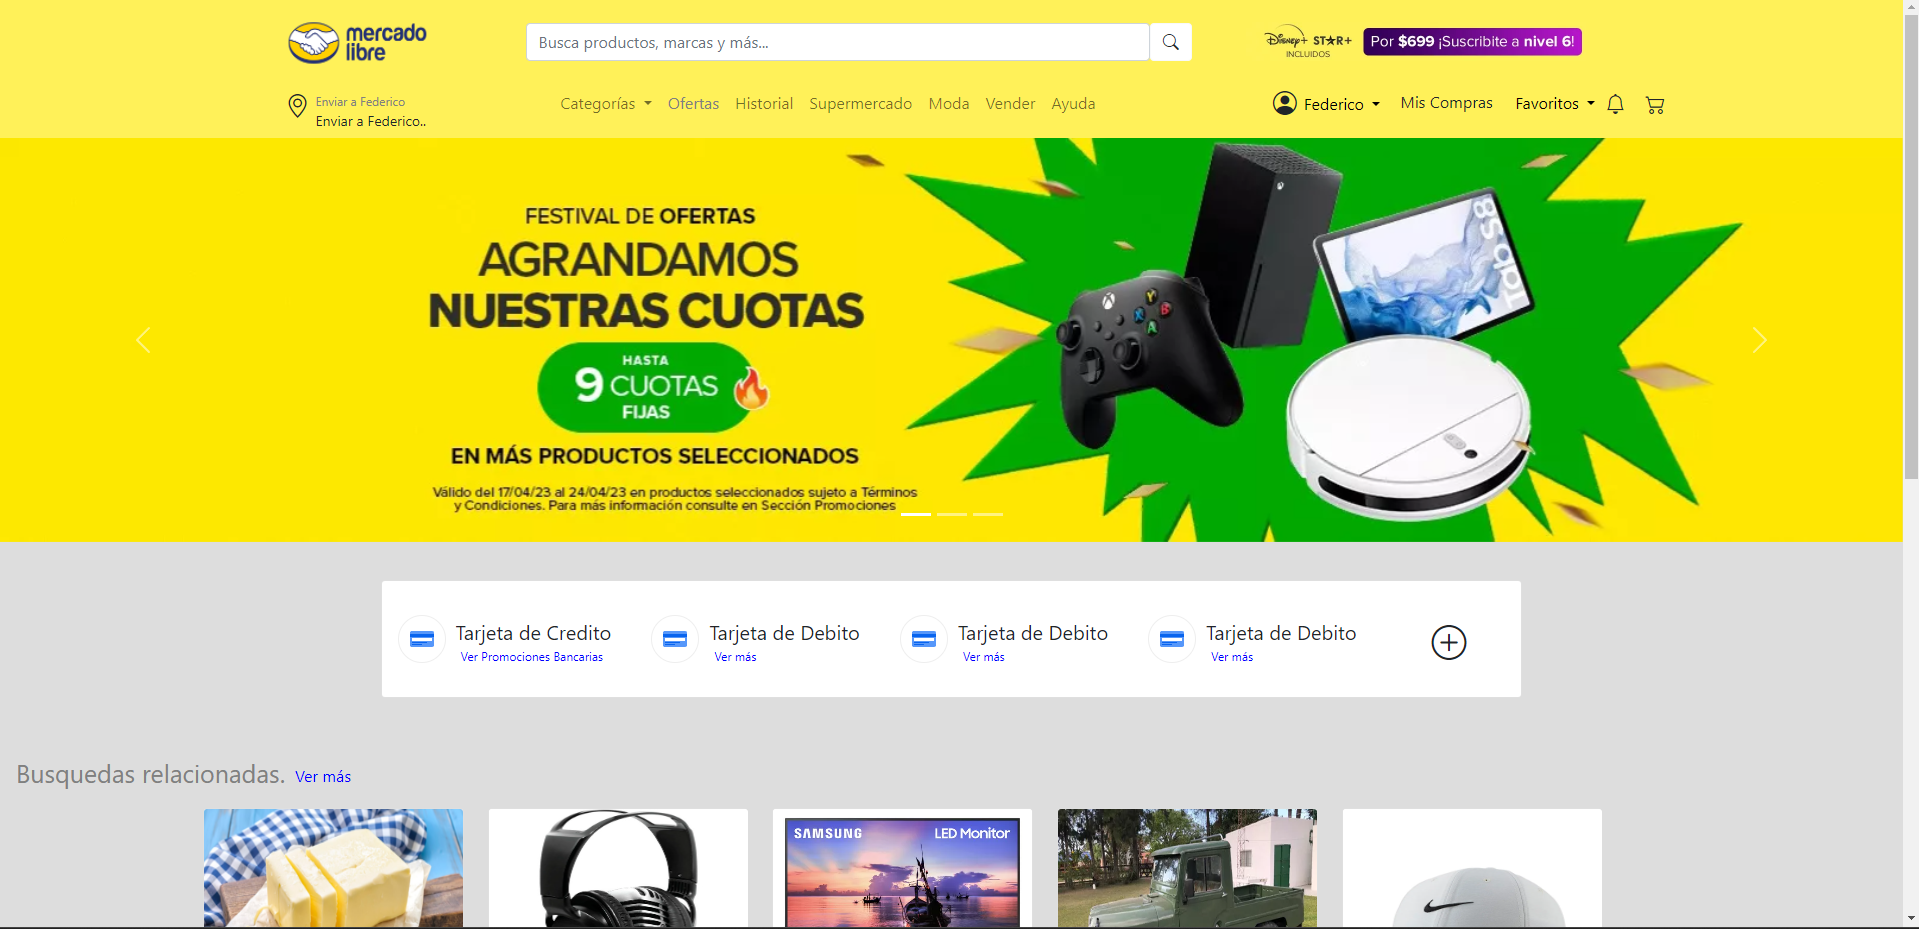 mercado
libre
Busca productos, marcas y más...
Disney+ STAR+
INCLUIDOS
Por $699 ¡Suscribite a nivel 6!
Enviar a Federico
Enviar a Federico..
Categorías Ofertas Historial Supermercado Moda Vender Ayuda
Federico Mis Compras Favoritos
FESTIVAL DE OFERTAS
AGRANDAMOS
NUESTRAS CUOTAS
HASTA
9 CUOTAS
FIJAS
EN MÁS PRODUCTOS SELECCIONADOS
Válido del 17/04/23 al 24/04/23 en productos seleccionados sujeto a Términos
y Condiciones. Para más información consulte en Sección Promociones
Tab S8
Y
X B
A
Tarjeta de Credito
Ver Promociones Bancarias
Tarjeta de Debito
Ver más
Tarjeta de Debito
Ver más
Tarjeta de Debito
Ver más
Busquedas relacionadas. Ver más
SAMSUNG LED Monitor